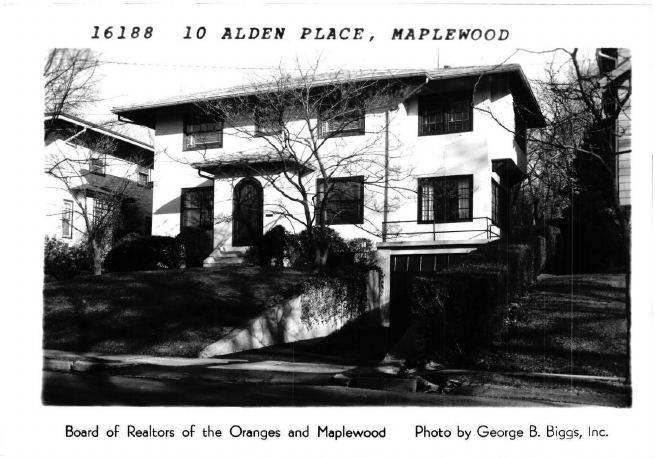 16188 10 ALDEN PLACE, MAPLEWOOD
Board of Realtors of the Oranges and Maplewood Photo by George B. Biggs, Inc.